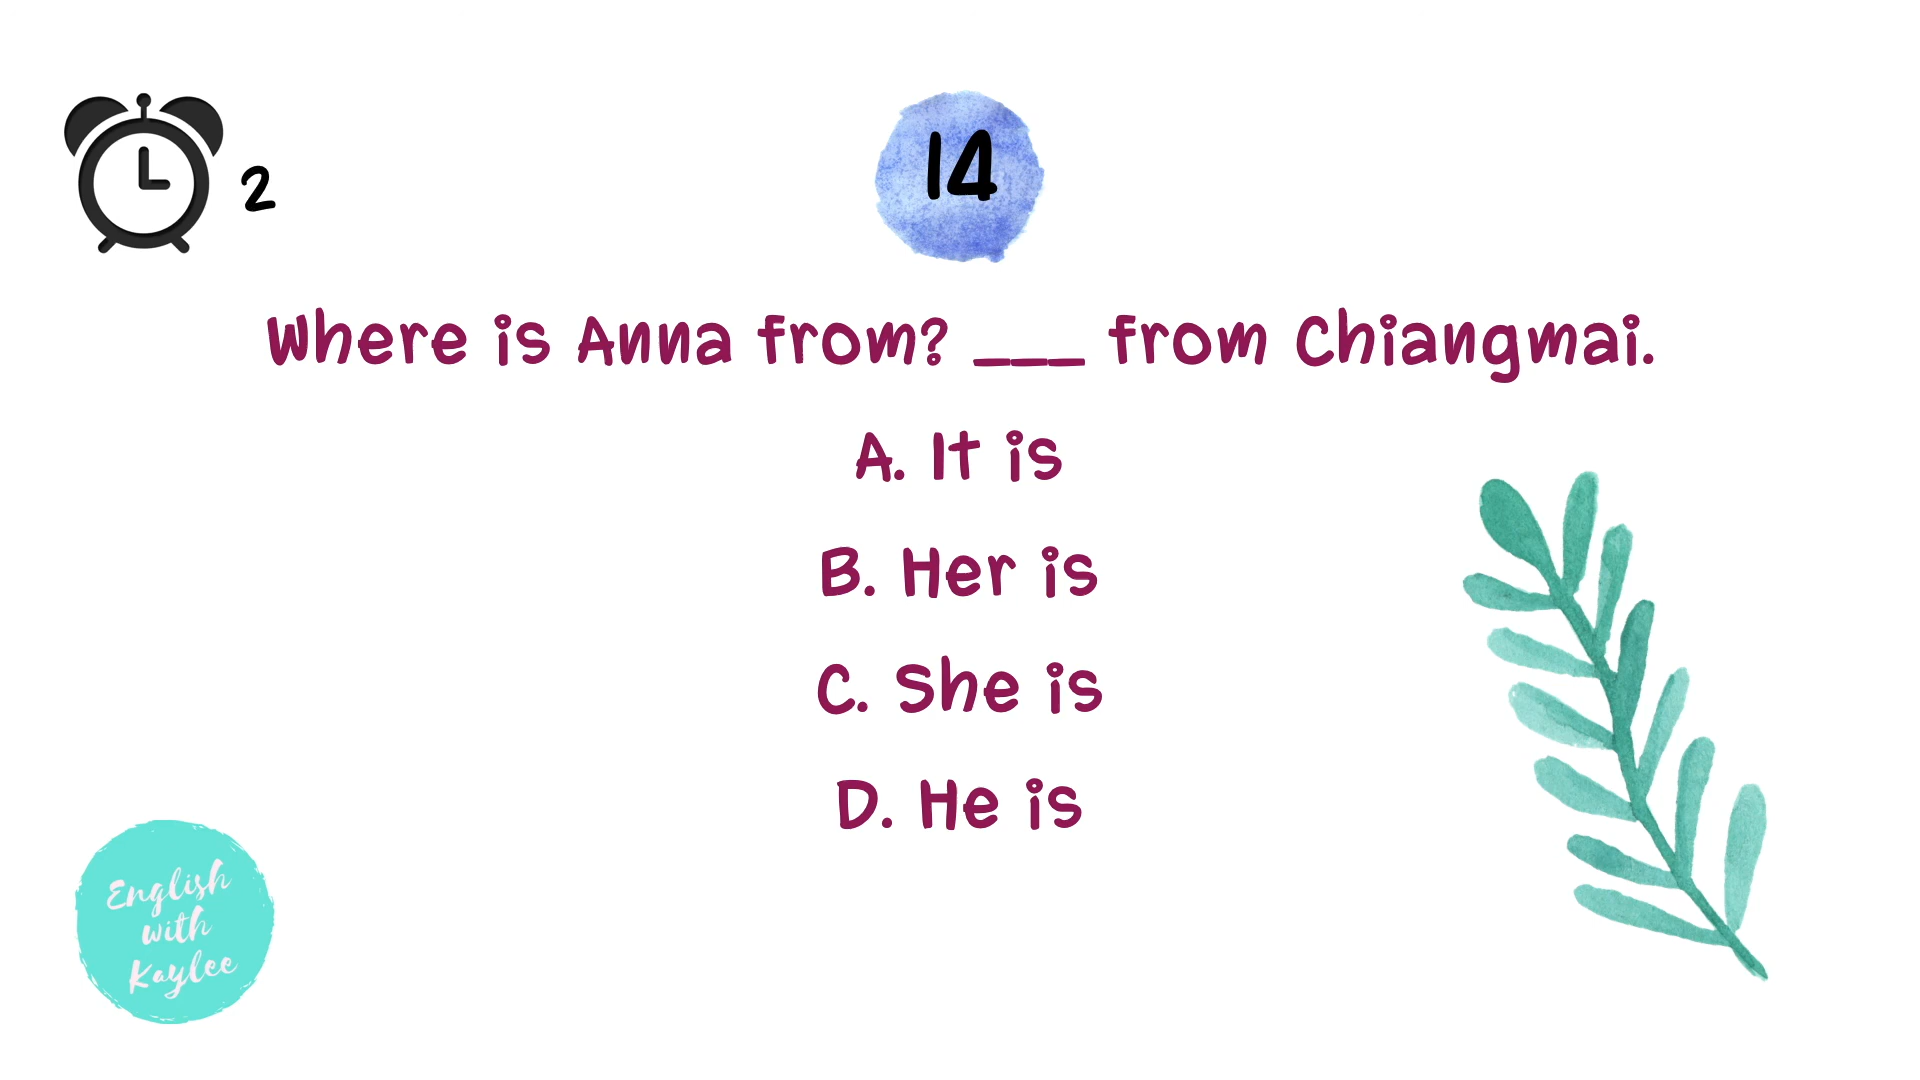 2
14
Where is Anna from? ___ from Chiangmai.
A. It is
B. Her is
C. She is
D. He is
English
with
Kaylee